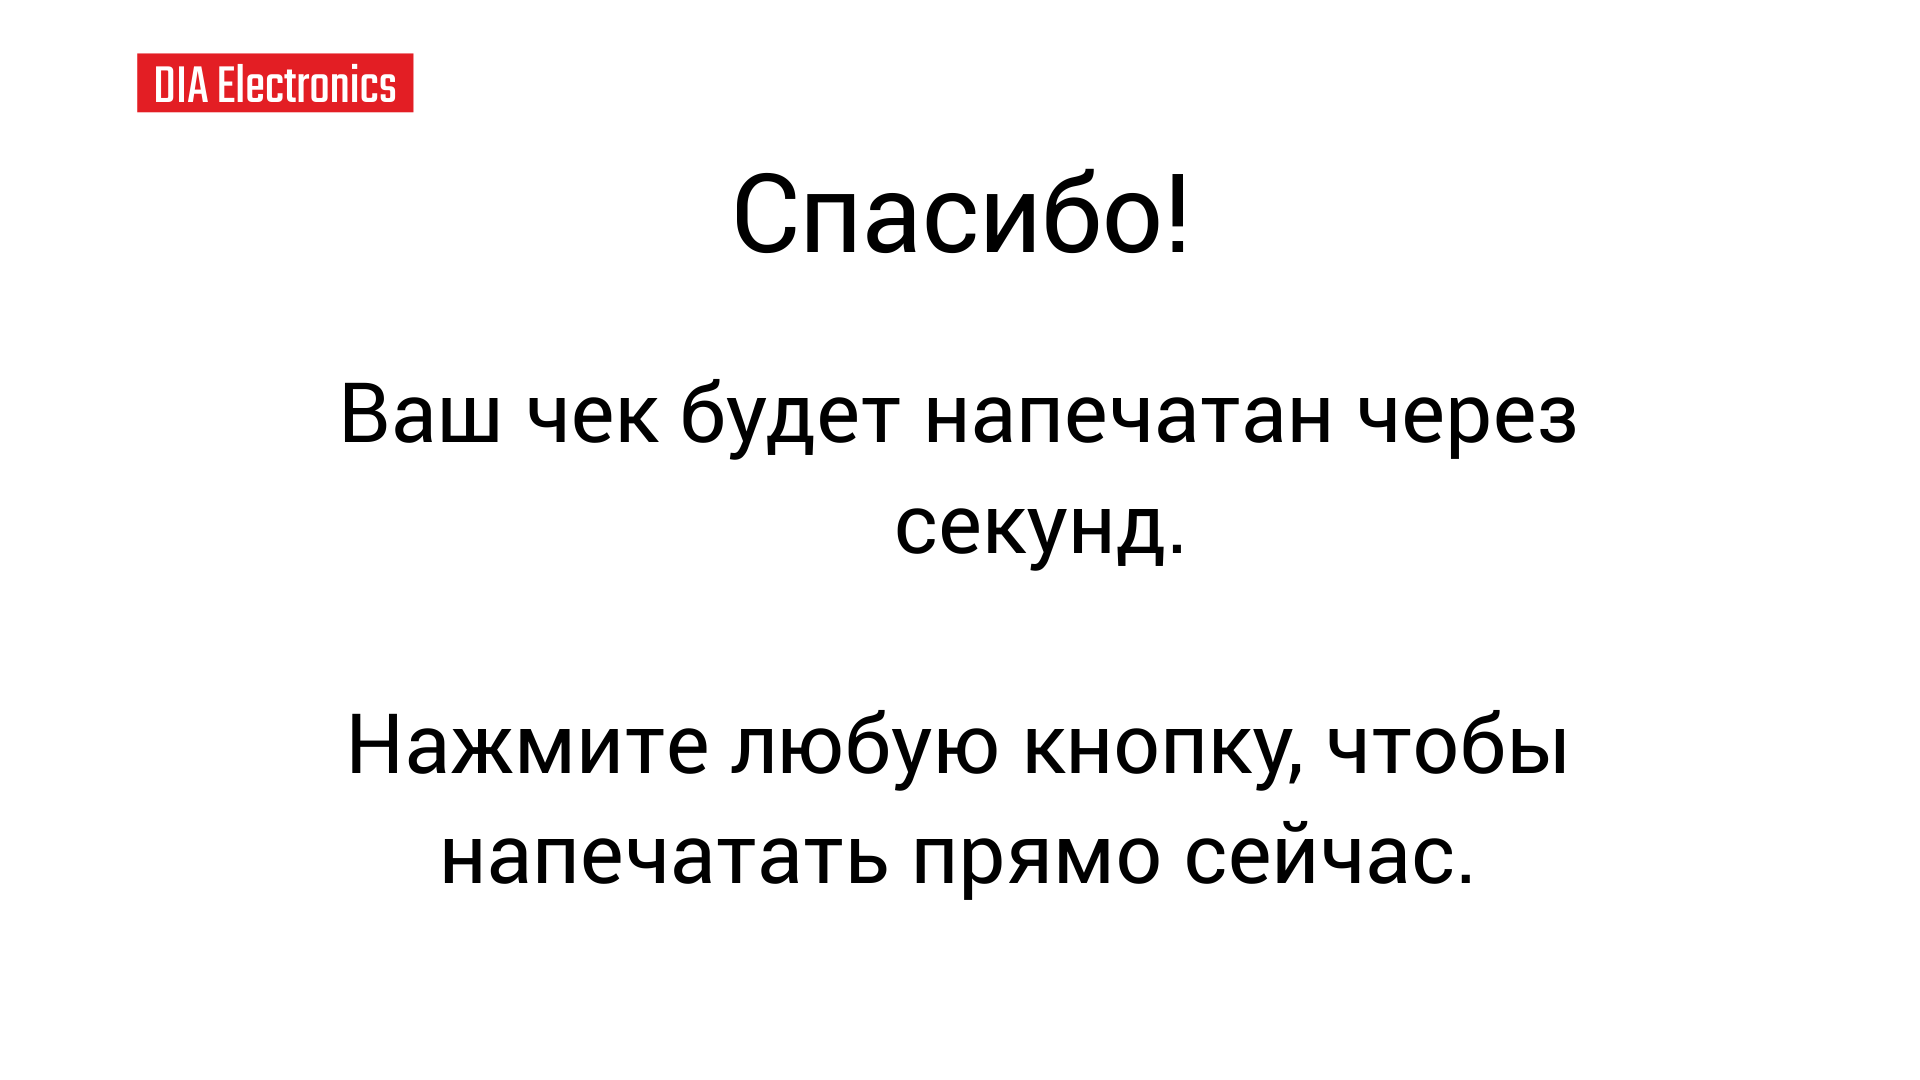 DIA Electronics
Спасибо!
Ваш чек будет напечатан через
секунд.
Нажмите любую кнопку, чтобы
напечатать прямо сейчас.